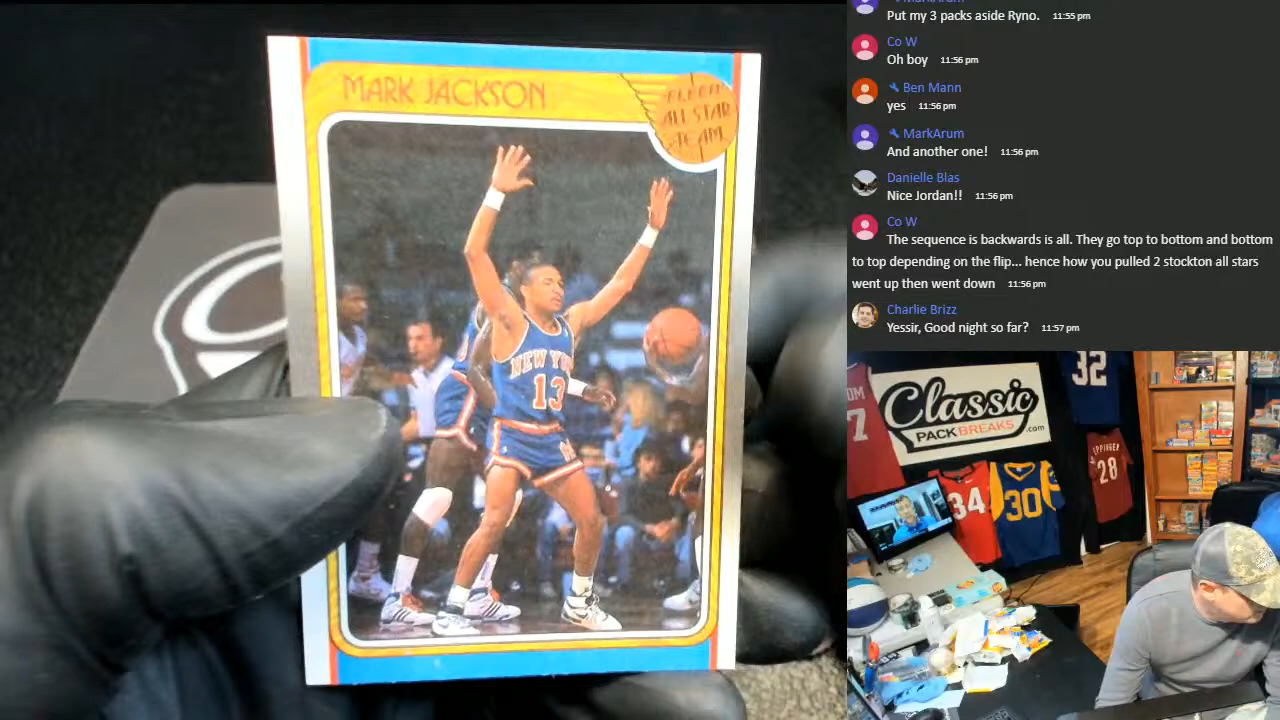 MARK JACKSON
FLEER
ALL STAR
TEAM
NEW YORK
13
MarkArum
Put my 3 packs aside Ryno. 11:55 pm
Co W
Oh boy 11:56 pm
Ben Mann
yes 11:56 pm
MarkArum
And another one! 11:56 pm
Danielle Blas
Nice Jordan!! 11:56 pm
Co W
The sequence is backwards is all. They go top to bottom and bottom
to top depending on the flip... hence how you pulled 2 stockton all stars
went up then went down 11:56 pm
Charlie Brizz
Yessir, Good night so far? 11:57 pm
Classic
PACK BREAKS.com
32
7
34
30
PIPPINGER
28